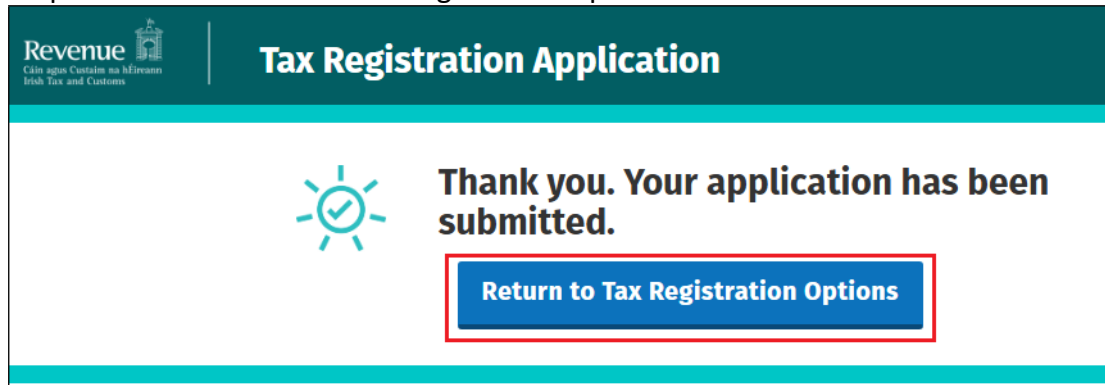 Revenue
Cáin agus Custaim na hÉireann
Irish Tax and Customs
Tax Registration Application
Thank you. Your application has been
submitted.
Return to Tax Registration Options